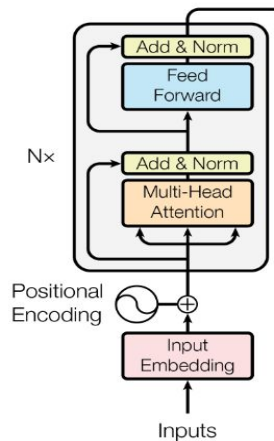 Add & Norm
Feed
Forward
N×
Add & Norm
Multi-Head
Attention
Positional
Encoding
Input
Embedding
Inputs